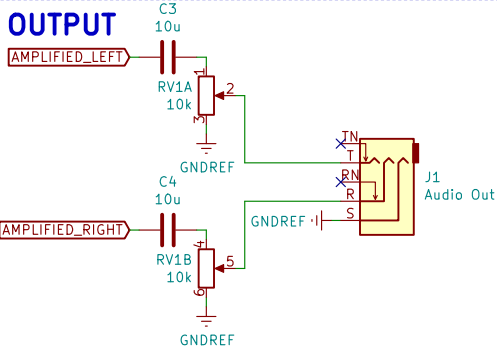 OUTPUT
C3
10u
AMPLIFIED_LEFT
1
RV1A
10k
2
3
GNDREF
TN
T
RN
R
S
J1
Audio Out
GNDREF
C4
10u
AMPLIFIED_RIGHT
4
RV1B
10k
5
6
GNDREF